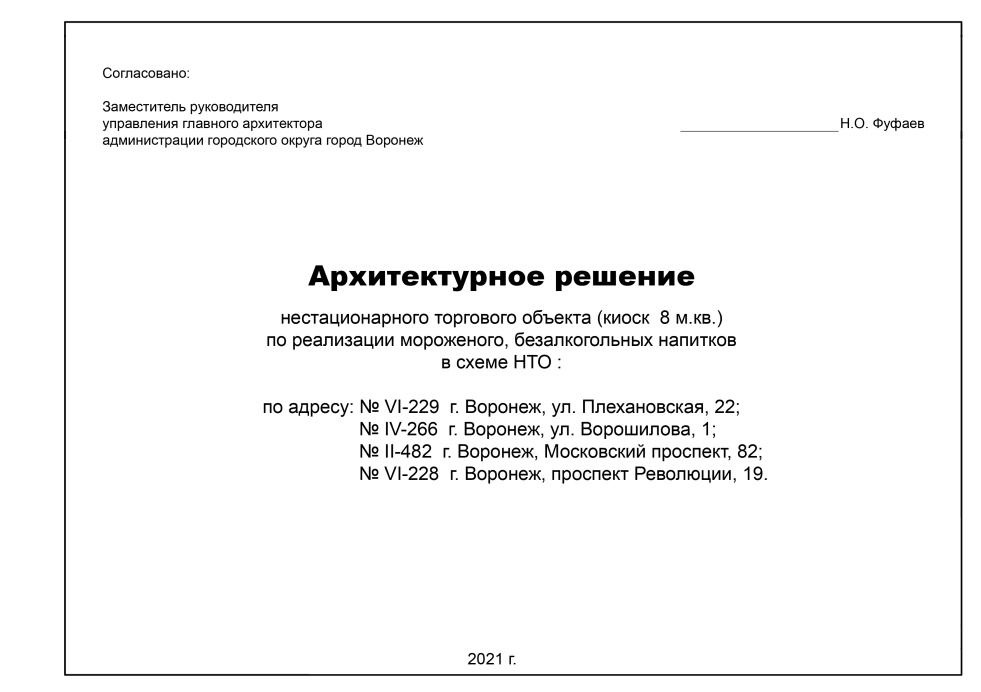 Согласовано:
Заместитель руководителя
управления главного архитектора
администрации городского округа город Воронеж
Н.О. Фуфаев
Архитектурное решение
нестационарного торгового объекта (киоск 8 м.кв.)
по реализации мороженого, безалкогольных напитков
в схеме НТО :
по адресу: № VI-229 г. Воронеж, ул. Плехановская, 22;
№ IV-266 г. Воронеж, ул. Ворошилова, 1;
№ II-482 г. Воронеж, Московский проспект, 82;
№ VI-228 г. Воронеж, проспект Революции, 19.
2021 г.